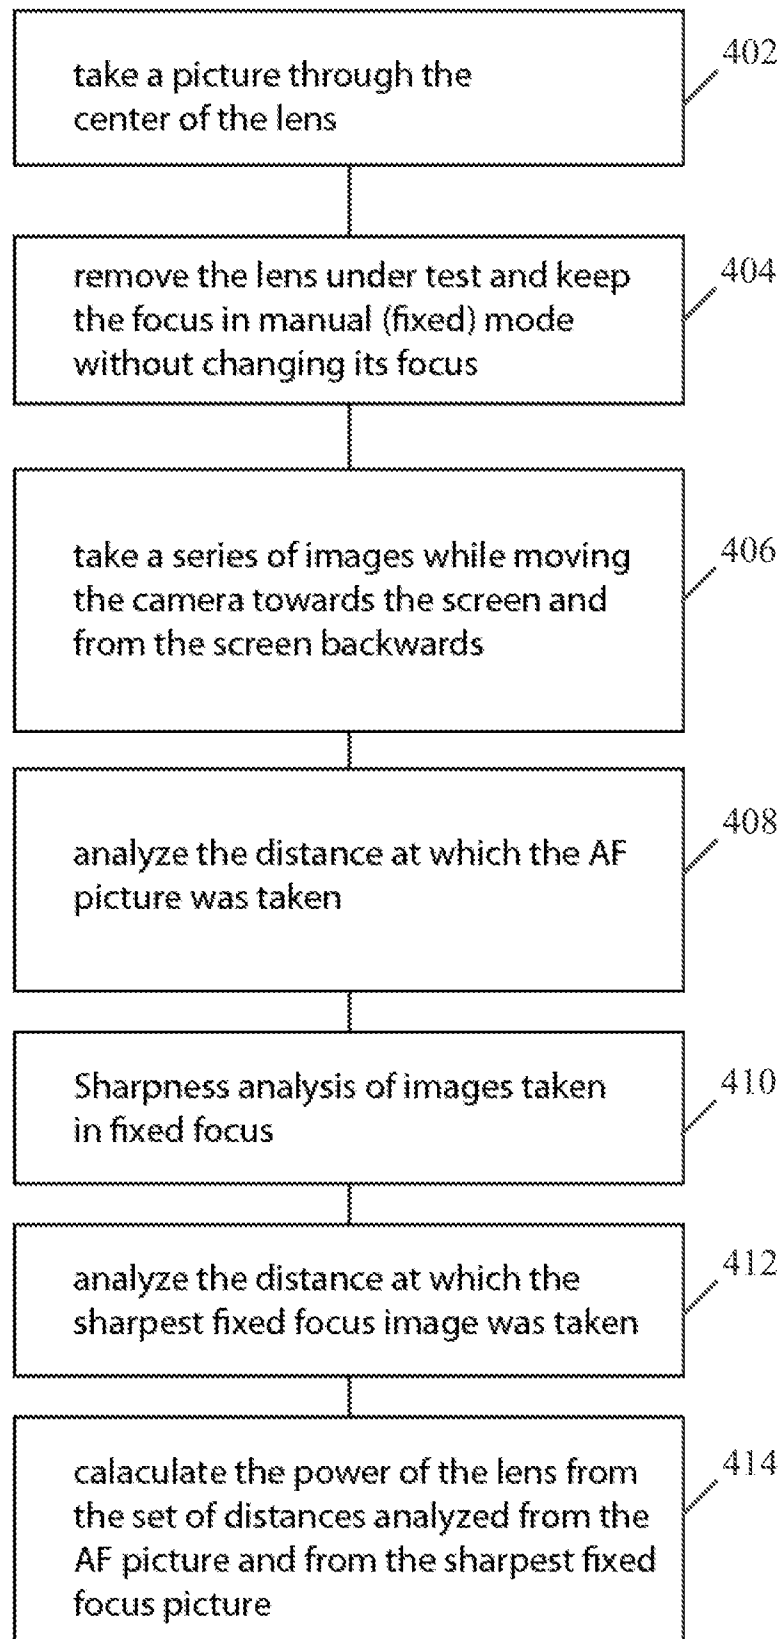 take a picture through the
center of the lens
402
remove the lens under test and keep
the focus in manual (fixed) mode
without changing its focus
404
take a series of images while moving
the camera towards the screen and
from the screen backwards
406
analyze the distance at which the AF
picture was taken
408
Sharpness analysis of images taken
in fixed focus
410
analyze the distance at which the
sharpest fixed focus image was taken
412
calaculate the power of the lens from
the set of distances analyzed from the
AF picture and from the sharpest fixed
focus picture
414